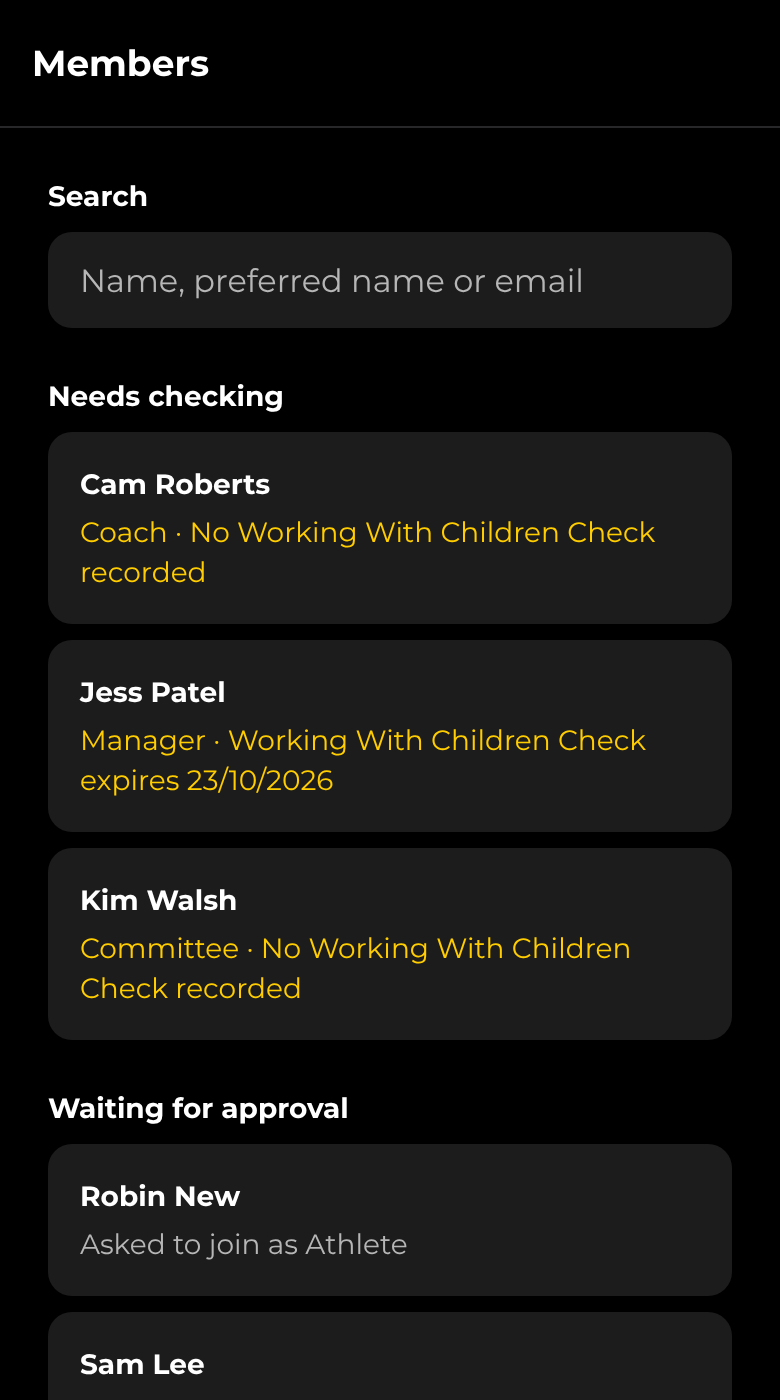 Members
Search
Name, preferred name or email
Needs checking
Cam Roberts
Coach · No Working With Children Check
recorded
Jess Patel
Manager · Working With Children Check
expires 23/10/2026
Kim Walsh
Committee · No Working With Children
Check recorded
Waiting for approval
Robin New
Asked to join as Athlete
Sam Lee